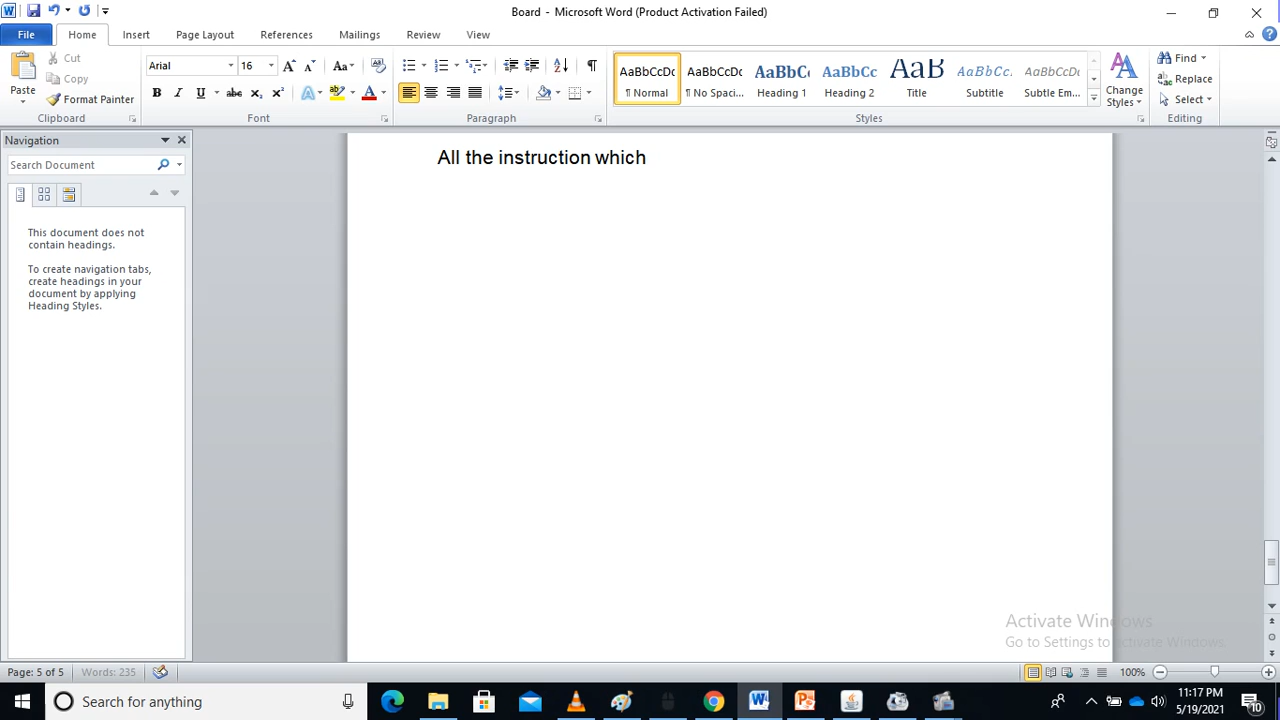 Board - Microsoft Word (Product Activation Failed)
File Home Insert Page Layout References Mailings Review View
Paste
Cut
Copy
Format Painter
Clipboard
Arial 16
Font
Paragraph
AaBbCcDc AaBbCcDc AaBbCc AaBbCc AaB AaBbCc. AaBbCcDc
¶ Normal ¶ No Spaci... Heading 1 Heading 2 Title Subtitle Subtle Em...
Change Styles
Styles
Find
Replace
Select
Editing
Navigation
Search Document
This document does not
contain headings.
To create navigation tabs,
create headings in your
document by applying
Heading Styles.
All the instruction which
Activate Windows
Go to Settings to Activate Windows.
Page: 5 of 5 Words: 235
100%
Search for anything
11:17 PM
5/19/2021
10